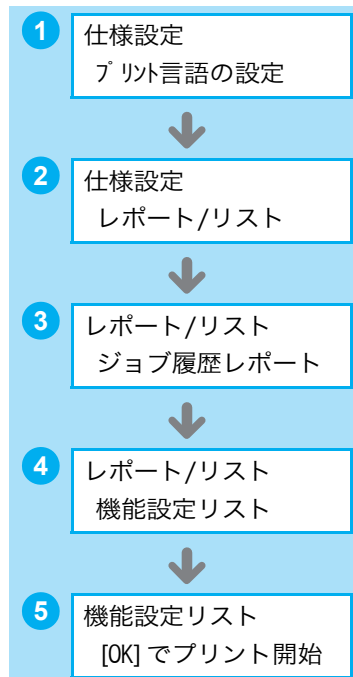 1
仕様設定
プリント言語の設定
2
仕様設定
レポート/リスト
3
レポート/リスト
ジョブ履歴レポート
4
レポート/リスト
機能設定リスト
5
機能設定リスト
[OK]でプリント開始